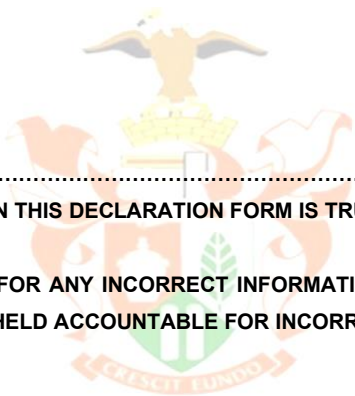 ..............................................
N THIS DECLARATION FORM IS TRU
FOR ANY INCORRECT INFORMATI
HELD ACCOUNTABLE FOR INCORR
CRESCIT EUNDO